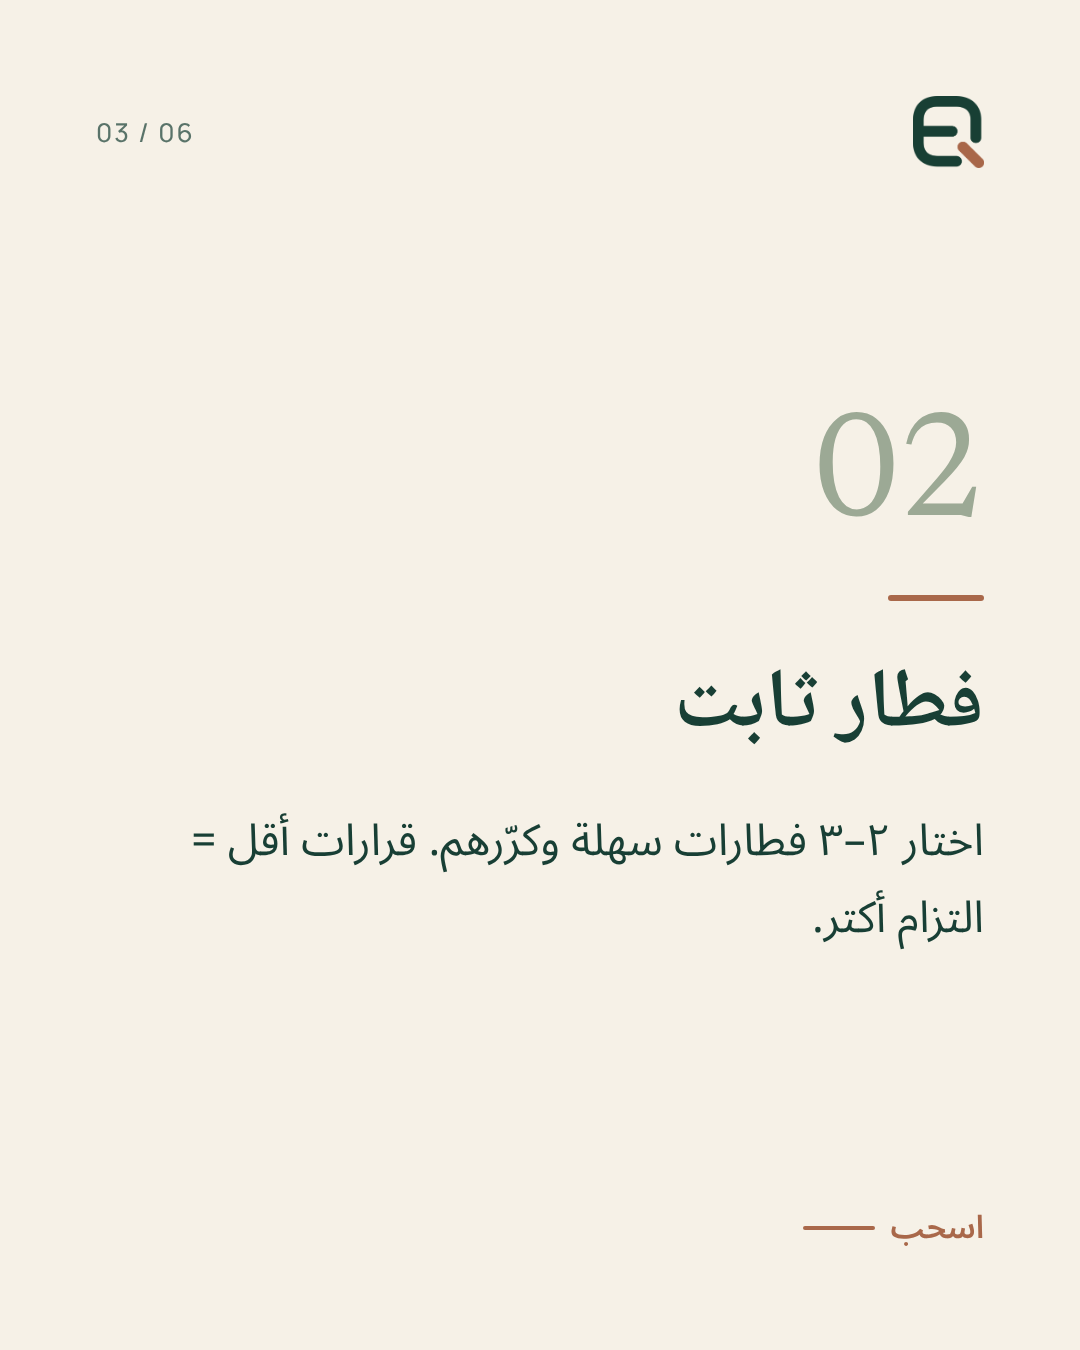 03 / 06
02
فطار ثابت
اختار ٢–٣ فطارات سهلة وكرّرهم. قرارات أقل =
التزام أكتر.
اسحب